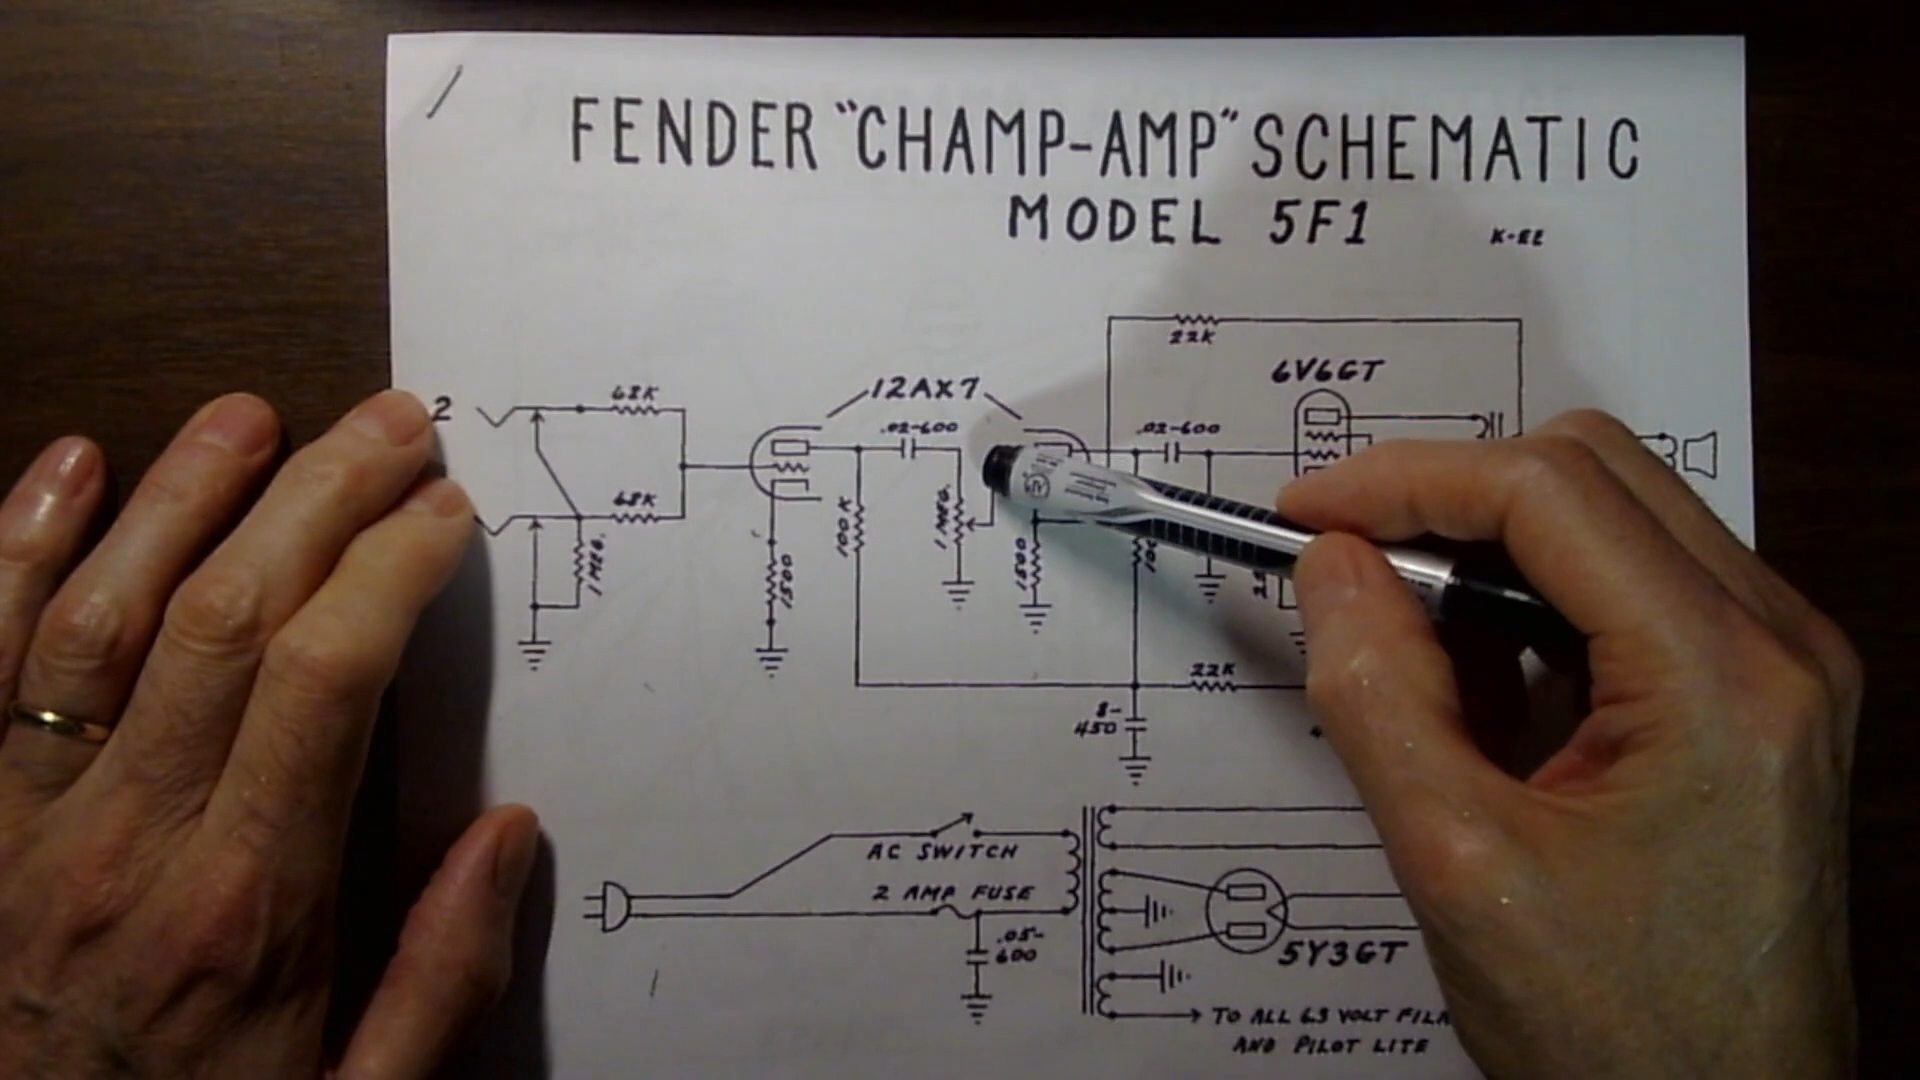 FENDER "CHAMP-AMP" SCHEMATIC
MODEL 5F1
K-EE
22K
6V6GT
12AX7
2
68K
.02-600
.02-600
68K
1 MEG.
1500
100K
1 MEG.
1500
22K
8-
450
AC SWITCH
2 AMP FUSE
.05-
600
5Y3GT
TO ALL 6.3 VOLT
AND PILOT LITE